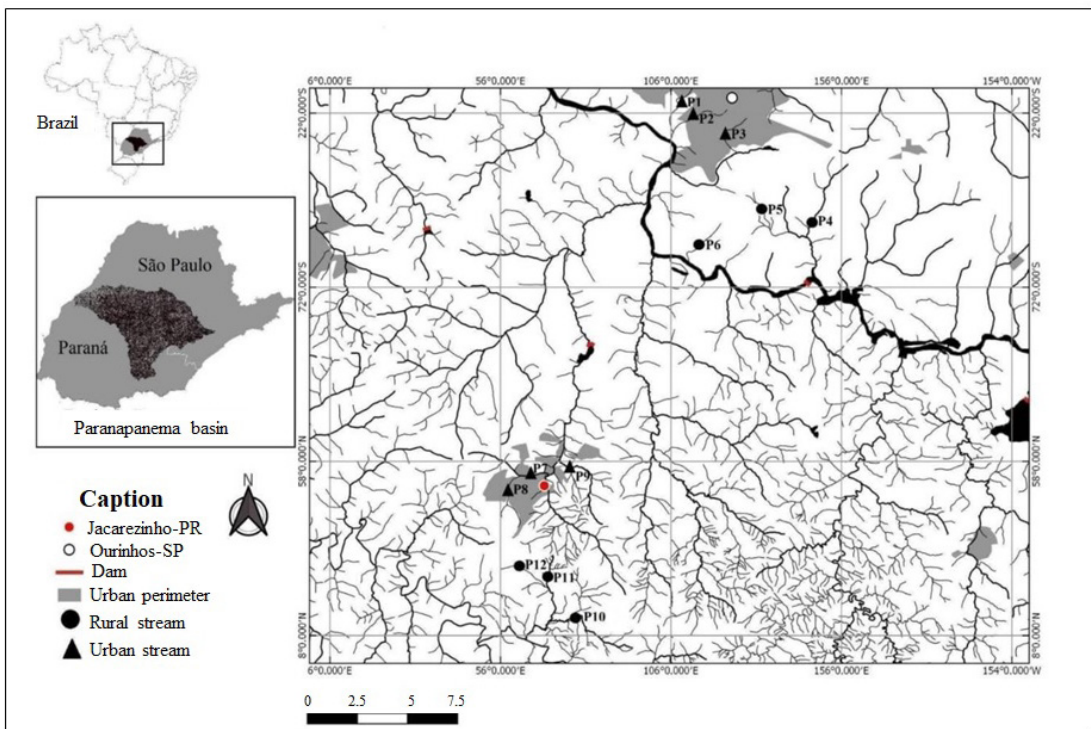 Brazil
São Paulo
Paraná
Paranapanema basin
Caption
N
Jacarezinho-PR
Ourinhos-SP
Dam
Urban perimeter
Rural stream
Urban stream
6°0.000'E 56°0.000'E 106°0.000'E 156°0.000'E 154°0.000'W
22°0.000'S 22°0.000'S
72°0.000'S 72°0.000'S
58°0.000'N 58°0.000'N
8°0.000'N 8°0.000'N
P1
P2
P3
P5
P4
P6
P7
P9
P8
P12
P11
P10
6°0.000'E 56°0.000'E 106°0.000'E 156°0.000'E 154°0.000'W
0 2.5 5 7.5